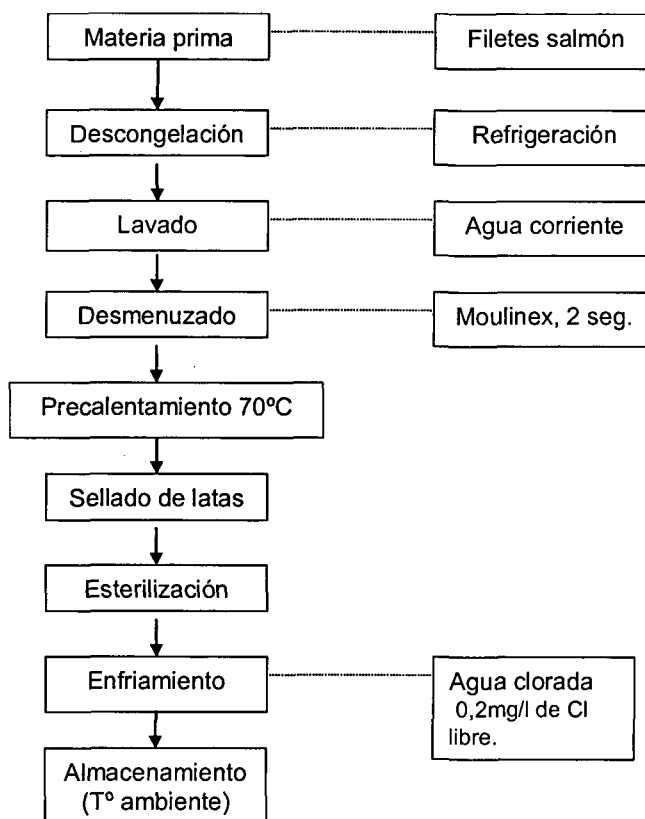 Materia prima
Filetes salmón
Descongelación
Refrigeración
Lavado
Agua corriente
Desmenuzado
Moulinex, 2 seg.
Precalentamiento 70ºC
Sellado de latas
Esterilización
Enfriamiento
Agua clorada
0,2mg/l de Cl
libre.
Almacenamiento
(Tº ambiente)